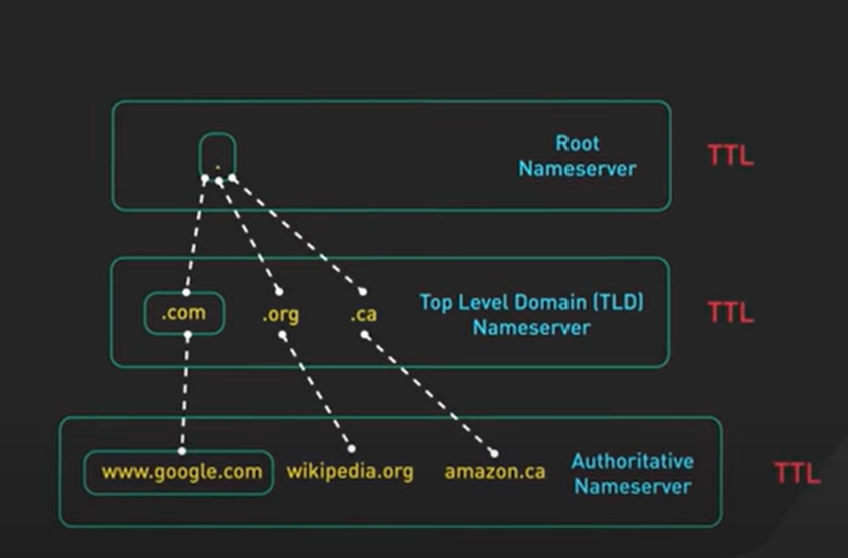 .
Root
Nameserver
TTL
.com
.org
.ca
Top Level Domain (TLD)
Nameserver
TTL
www.google.com
wikipedia.org
amazon.ca
Authoritative
Nameserver
TTL